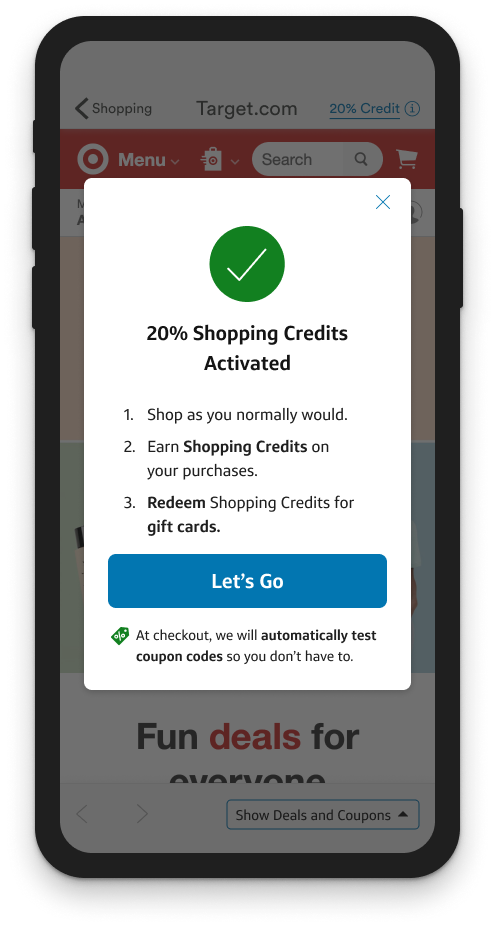 Shopping
Target.com
20% Credit
Menu
Search
M
A
20% Shopping Credits
Activated
1. Shop as you normally would.
2. Earn Shopping Credits on
your purchases.
3. Redeem Shopping Credits for
gift cards.
Let's Go
At checkout, we will automatically test
coupon codes so you don't have to.
Fun deals for
everyone
Show Deals and Coupons